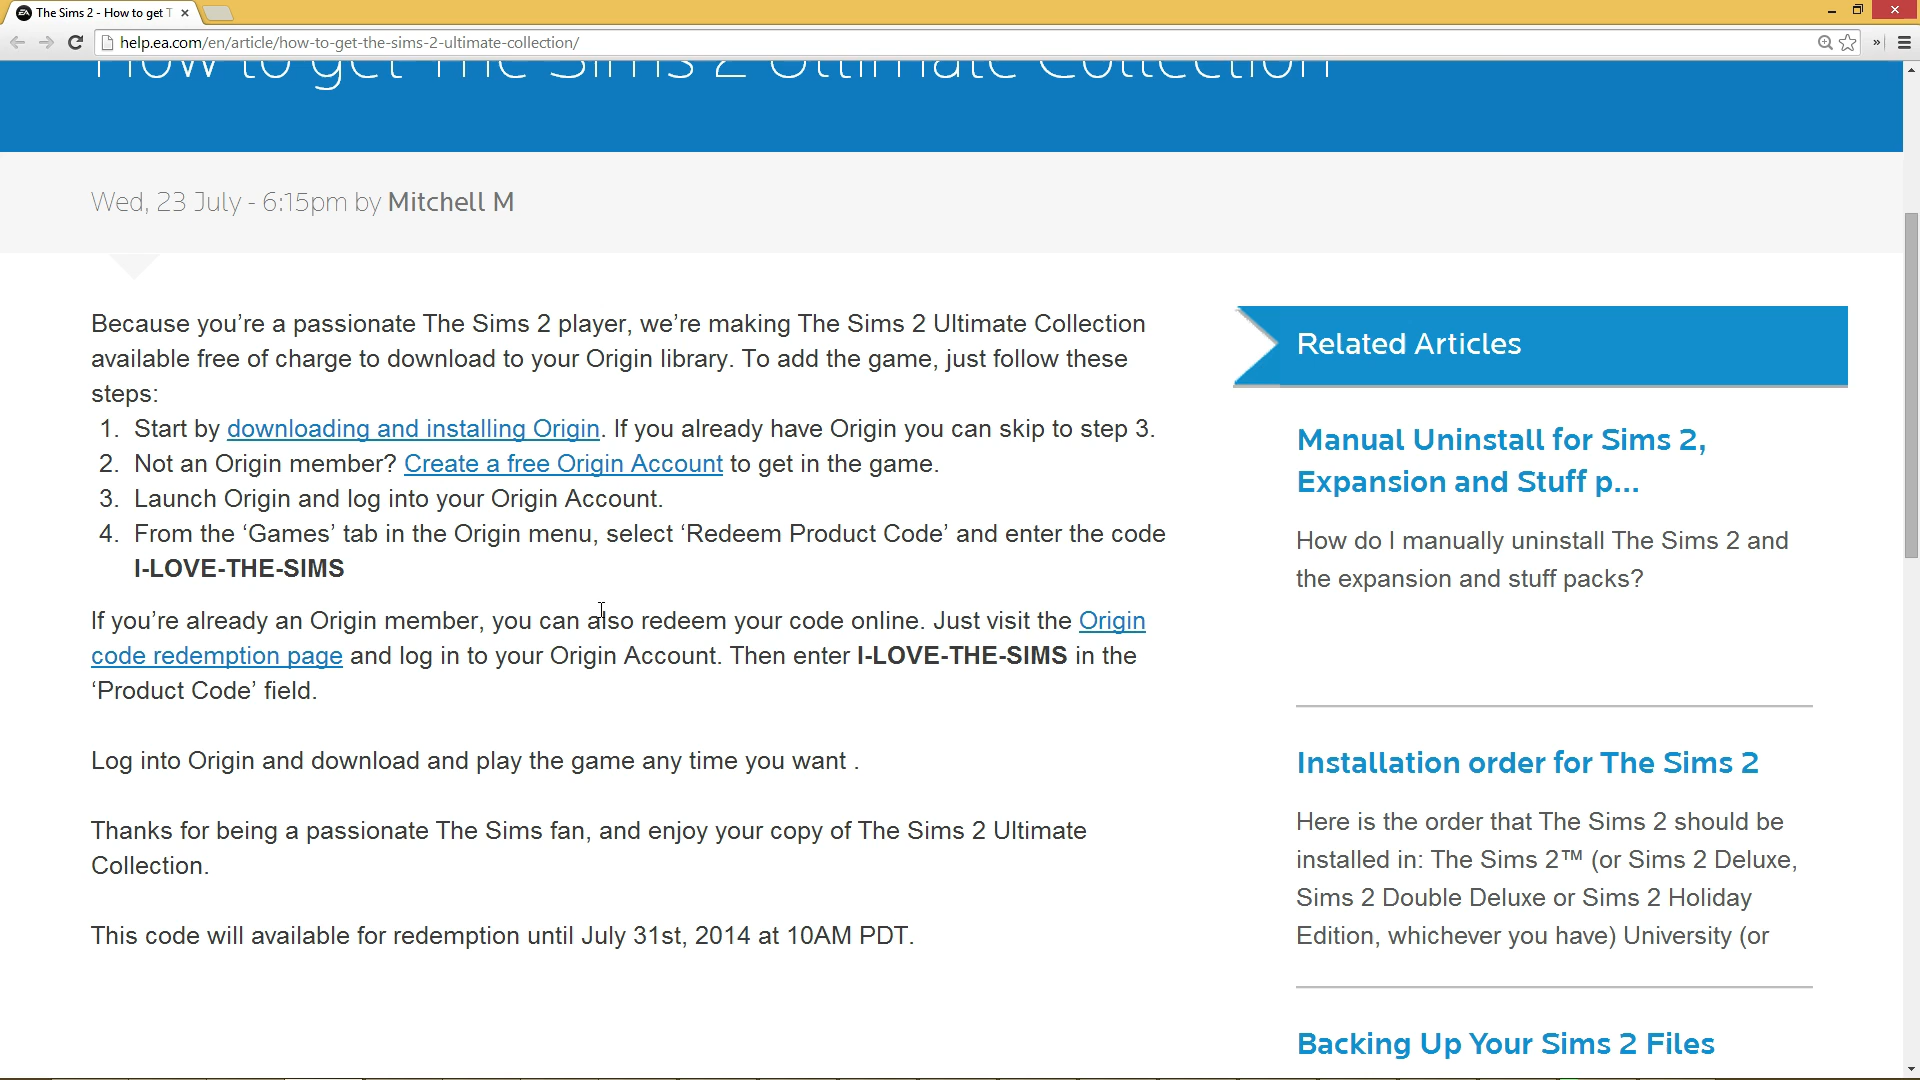 The Sims 2 - How to get T
help.ea.com/en/article/how-to-get-the-sims-2-ultimate-collection/
How to get The Sims 2 Ultimate Collection
Wed, 23 July - 6:15pm by Mitchell M
Because you’re a passionate The Sims 2 player, we’re making The Sims 2 Ultimate Collection
available free of charge to download to your Origin library. To add the game, just follow these
steps:
1. Start by downloading and installing Origin. If you already have Origin you can skip to step 3.
2. Not an Origin member? Create a free Origin Account to get in the game.
3. Launch Origin and log into your Origin Account.
4. From the ‘Games’ tab in the Origin menu, select ‘Redeem Product Code’ and enter the code
I-LOVE-THE-SIMS
If you’re already an Origin member, you can also redeem your code online. Just visit the Origin
code redemption page and log in to your Origin Account. Then enter I-LOVE-THE-SIMS in the
‘Product Code’ field.
Log into Origin and download and play the game any time you want .
Thanks for being a passionate The Sims fan, and enjoy your copy of The Sims 2 Ultimate
Collection.
This code will available for redemption until July 31st, 2014 at 10AM PDT.
Related Articles
Manual Uninstall for Sims 2,
Expansion and Stuff p...
How do I manually uninstall The Sims 2 and
the expansion and stuff packs?
Installation order for The Sims 2
Here is the order that The Sims 2 should be
installed in: The Sims 2™ (or Sims 2 Deluxe,
Sims 2 Double Deluxe or Sims 2 Holiday
Edition, whichever you have) University (or
Backing Up Your Sims 2 Files